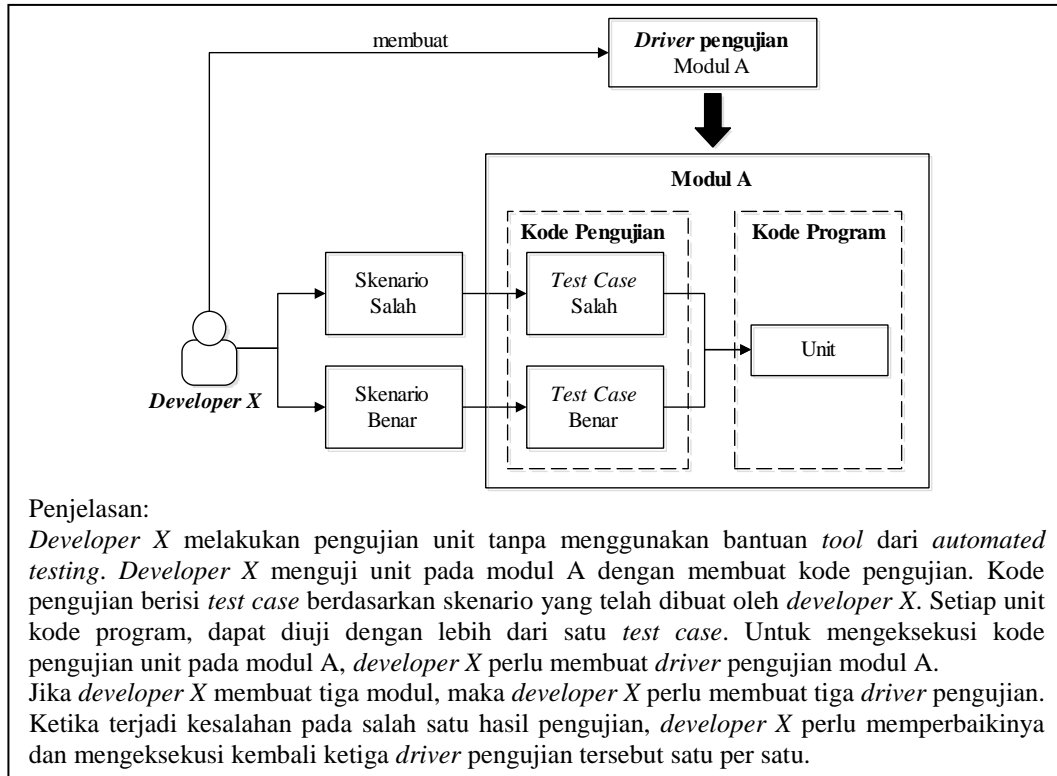 membuat
Driver pengujian
Modul A
Modul A
Kode Pengujian
Kode Program
Skenario
Salah
Test Case
Salah
Unit
Developer X
Skenario
Benar
Test Case
Benar
Penjelasan:
Developer X melakukan pengujian unit tanpa menggunakan bantuan tool dari automated
testing. Developer X menguji unit pada modul A dengan membuat kode pengujian. Kode
pengujian berisi test case berdasarkan skenario yang telah dibuat oleh developer X. Setiap unit
kode program, dapat diuji dengan lebih dari satu test case. Untuk mengeksekusi kode
pengujian unit pada modul A, developer X perlu membuat driver pengujian modul A.
Jika developer X membuat tiga modul, maka developer X perlu membuat tiga driver pengujian.
Ketika terjadi kesalahan pada salah satu hasil pengujian, developer X perlu memperbaikinya
dan mengeksekusi kembali ketiga driver pengujian tersebut satu per satu.